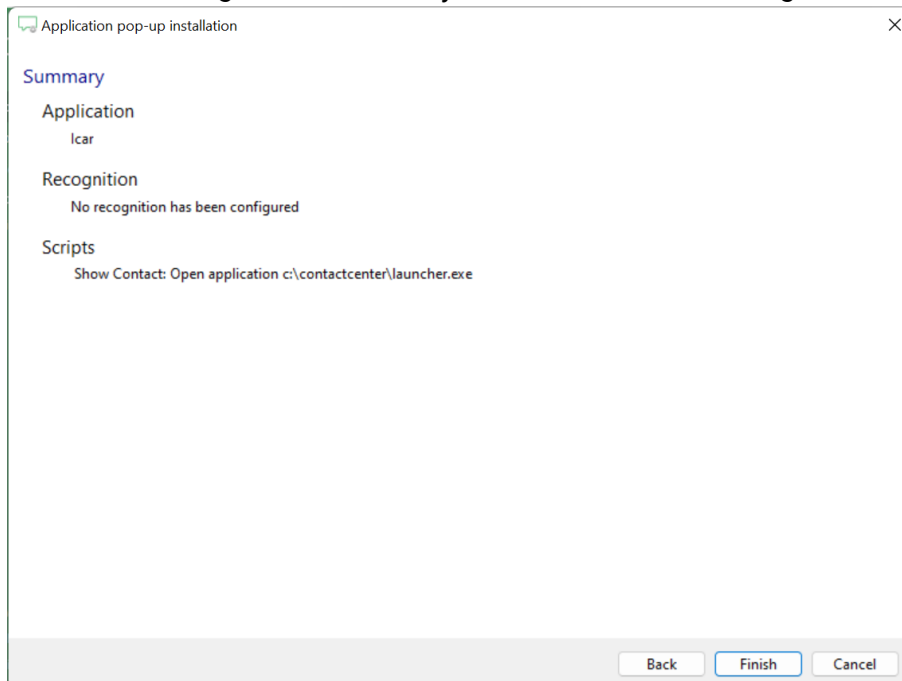 Application pop-up installation
Summary
Application
Icar
Recognition
No recognition has been configured
Scripts
Show Contact: Open application c:\contactcenter\launcher.exe
Back Finish Cancel